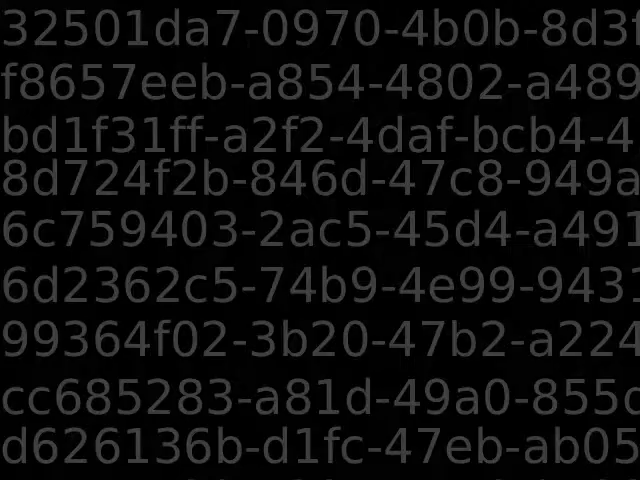 32501da7-0970-4b0b-8d3f
f8657eeb-a854-4802-a489
bd1f31ff-a2f2-4daf-bcb4-4
8d724f2b-846d-47c8-949a
6c759403-2ac5-45d4-a491
6d2362c5-74b9-4e99-9431
99364f02-3b20-47b2-a224
cc685283-a81d-49a0-855c
d626136b-d1fc-47eb-ab05